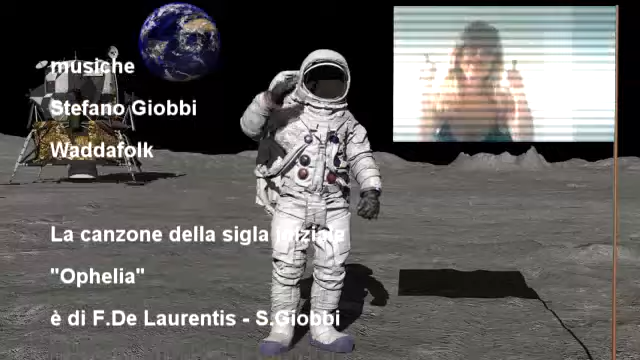 musiche
Stefano Giobbi
Waddafolk
La canzone della sigla iniziale
"Ophelia"
è di F.De Laurentis - S.Giobbi